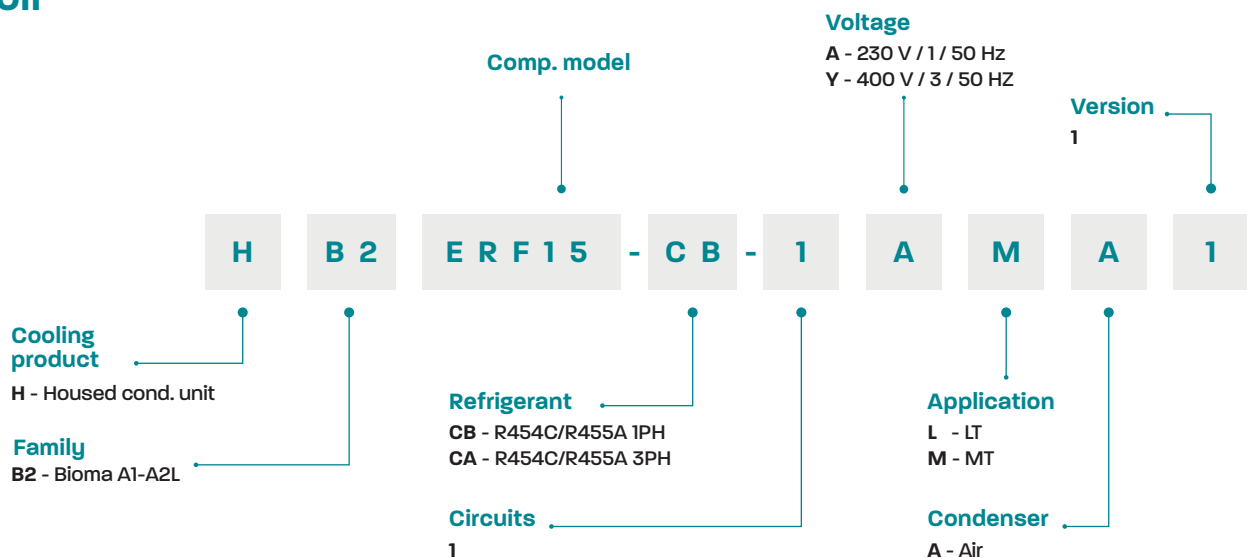 Voltage
A - 230 V / 1 / 50 Hz
Y - 400 V / 3 / 50 HZ
Comp. model
Version
1
H B 2 E R F 1 5 - C B - 1 A M A 1
Cooling
product
H - Housed cond. unit
Family
B2 - Bioma A1-A2L
Refrigerant
CB - R454C/R455A 1PH
CA - R454C/R455A 3PH
Circuits
1
Application
L - LT
M - MT
Condenser
A - Air